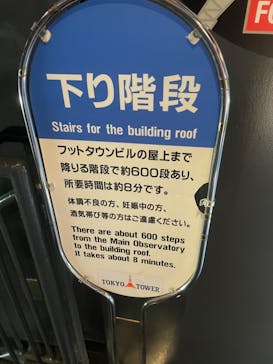 下り階段
Stairs for the building roof
フットタウンビルの屋上まで
降りる階段で約600段あり、
所要時間は約8分です。
体調不良の方、妊娠中の方、
酒気帯び等の方はご遠慮ください。
There are about 600 steps
from the Main Observatory
to the building roof.
It takes about 8 minutes.
TOKYO TOWER